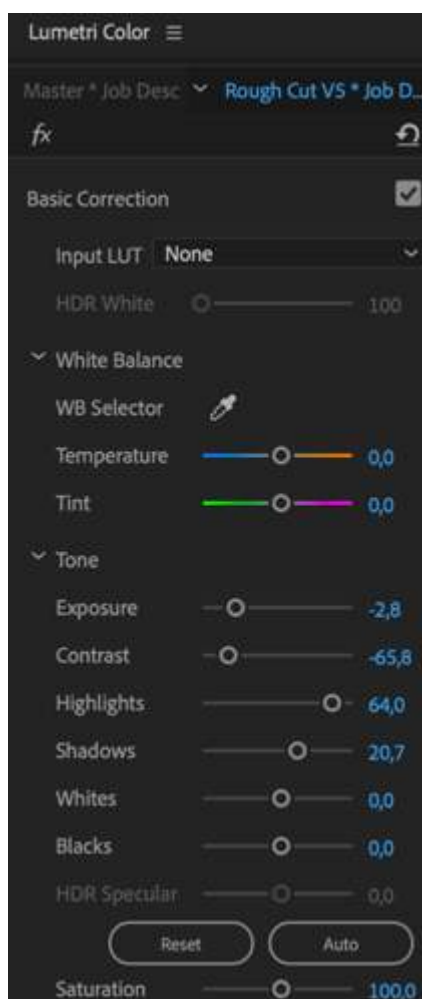 Lumetri Color
Master * Job Desc Rough Cut VS * Job D...
fx
Basic Correction
Input LUT None
HDR White 100
White Balance
WB Selector
Temperature 0,0
Tint 0,0
Tone
Exposure -2,8
Contrast -65,8
Highlights 64,0
Shadows 20,7
Whites 0,0
Blacks 0,0
HDR Specular 0,0
Reset Auto
Saturation 100,0